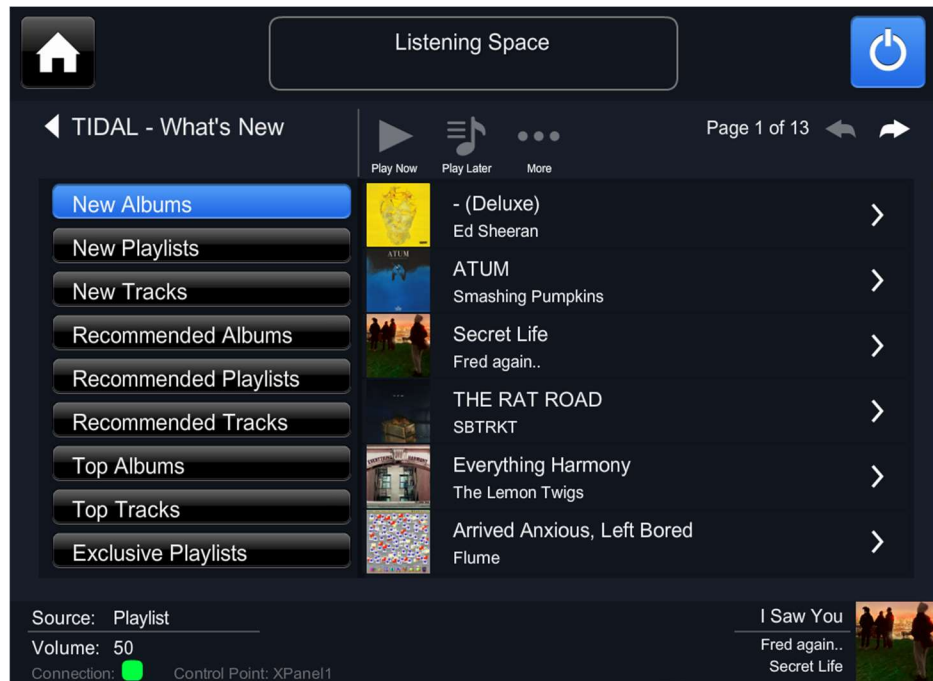 Listening Space
TIDAL - What's New
Play Now
Play Later
More
Page 1 of 13
New Albums
New Playlists
New Tracks
Recommended Albums
Recommended Playlists
Recommended Tracks
Top Albums
Top Tracks
Exclusive Playlists
- (Deluxe)
Ed Sheeran
ATUM
ATUM
Smashing Pumpkins
Secret Life
Fred again..
THE RAT ROAD
SBTRKT
Everything Harmony
The Lemon Twigs
Arrived Anxious, Left Bored
Flume
Source: Playlist
Volume: 50
Connection:
Control Point: XPanel1
I Saw You
Fred again..
Secret Life